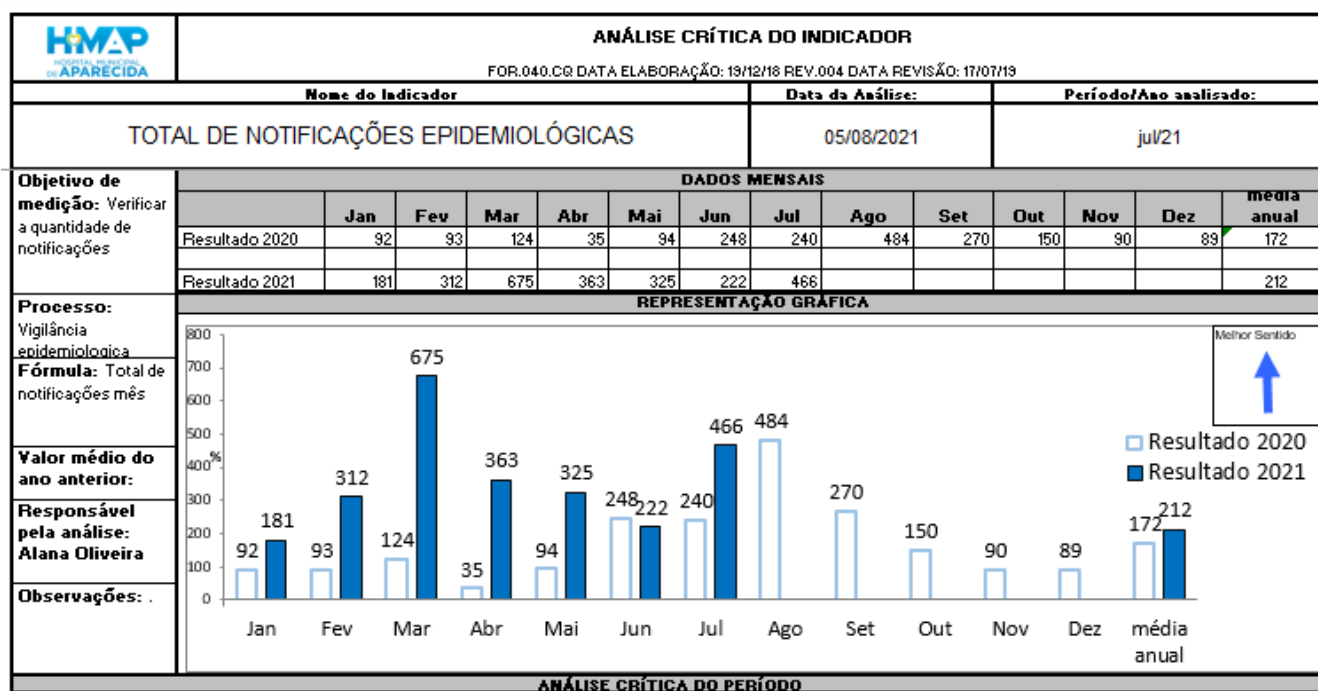 HMAP
HOSPITAL MUNICIPAL
DE APARECIDA
ANÁLISE CRÍTICA DO INDICADOR
FOR.040.CQ DATA ELABORAÇÃO: 19/12/18 REV.004 DATA REVISÃO: 17/07/19
Nome do Indicador Data da Análise: Período/Ano analisado:
TOTAL DE NOTIFICAÇÕES EPIDEMIOLÓGICAS 05/08/2021 jul/21
Objetivo de
medição: Verificar
a quantidade de
notificações
DADOS MENSAIS
Jan Fev Mar Abr Mai Jun Jul Ago Set Out Nov Dez média anual
Resultado 2020 92 93 124 35 94 248 240 484 270 150 90 89 172
Resultado 2021 181 312 675 363 325 222 466 212
Processo:
Vigilância
epidemiologica
Fórmula: Total de
notificações mês
Valor médio do
ano anterior:
Responsável
pela análise:
Alana Oliveira
Observações: .
REPRESENTAÇÃO GRÁFICA
Melhor Sentido
800
700
600
500
400
300
200
100
0
%
92 181
93 312
124 675
35 363
94 325
248 222
240 466
484
270
150
90
89
172 212
Resultado 2020
Resultado 2021
Jan Fev Mar Abr Mai Jun Jul Ago Set Out Nov Dez média
anual
ANÁLISE CRÍTICA DO PERÍODO